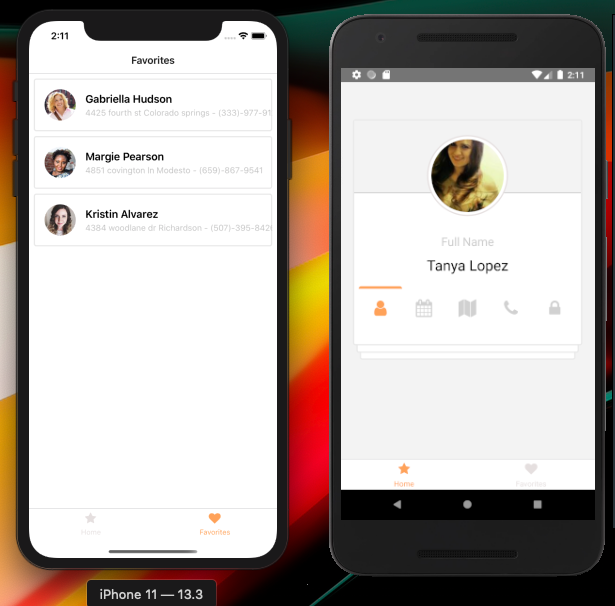 2:11
Favorites
Gabriella Hudson
4425 fourth st Colorado springs - (333)-977-91
Margie Pearson
4851 covington ln Modesto - (659)-867-9541
Kristin Alvarez
4384 woodlane dr Richardson - (507)-395-842
Home
Favorites
iPhone 11 — 13.3
2:11
Full Name
Tanya Lopez
Home
Favorites